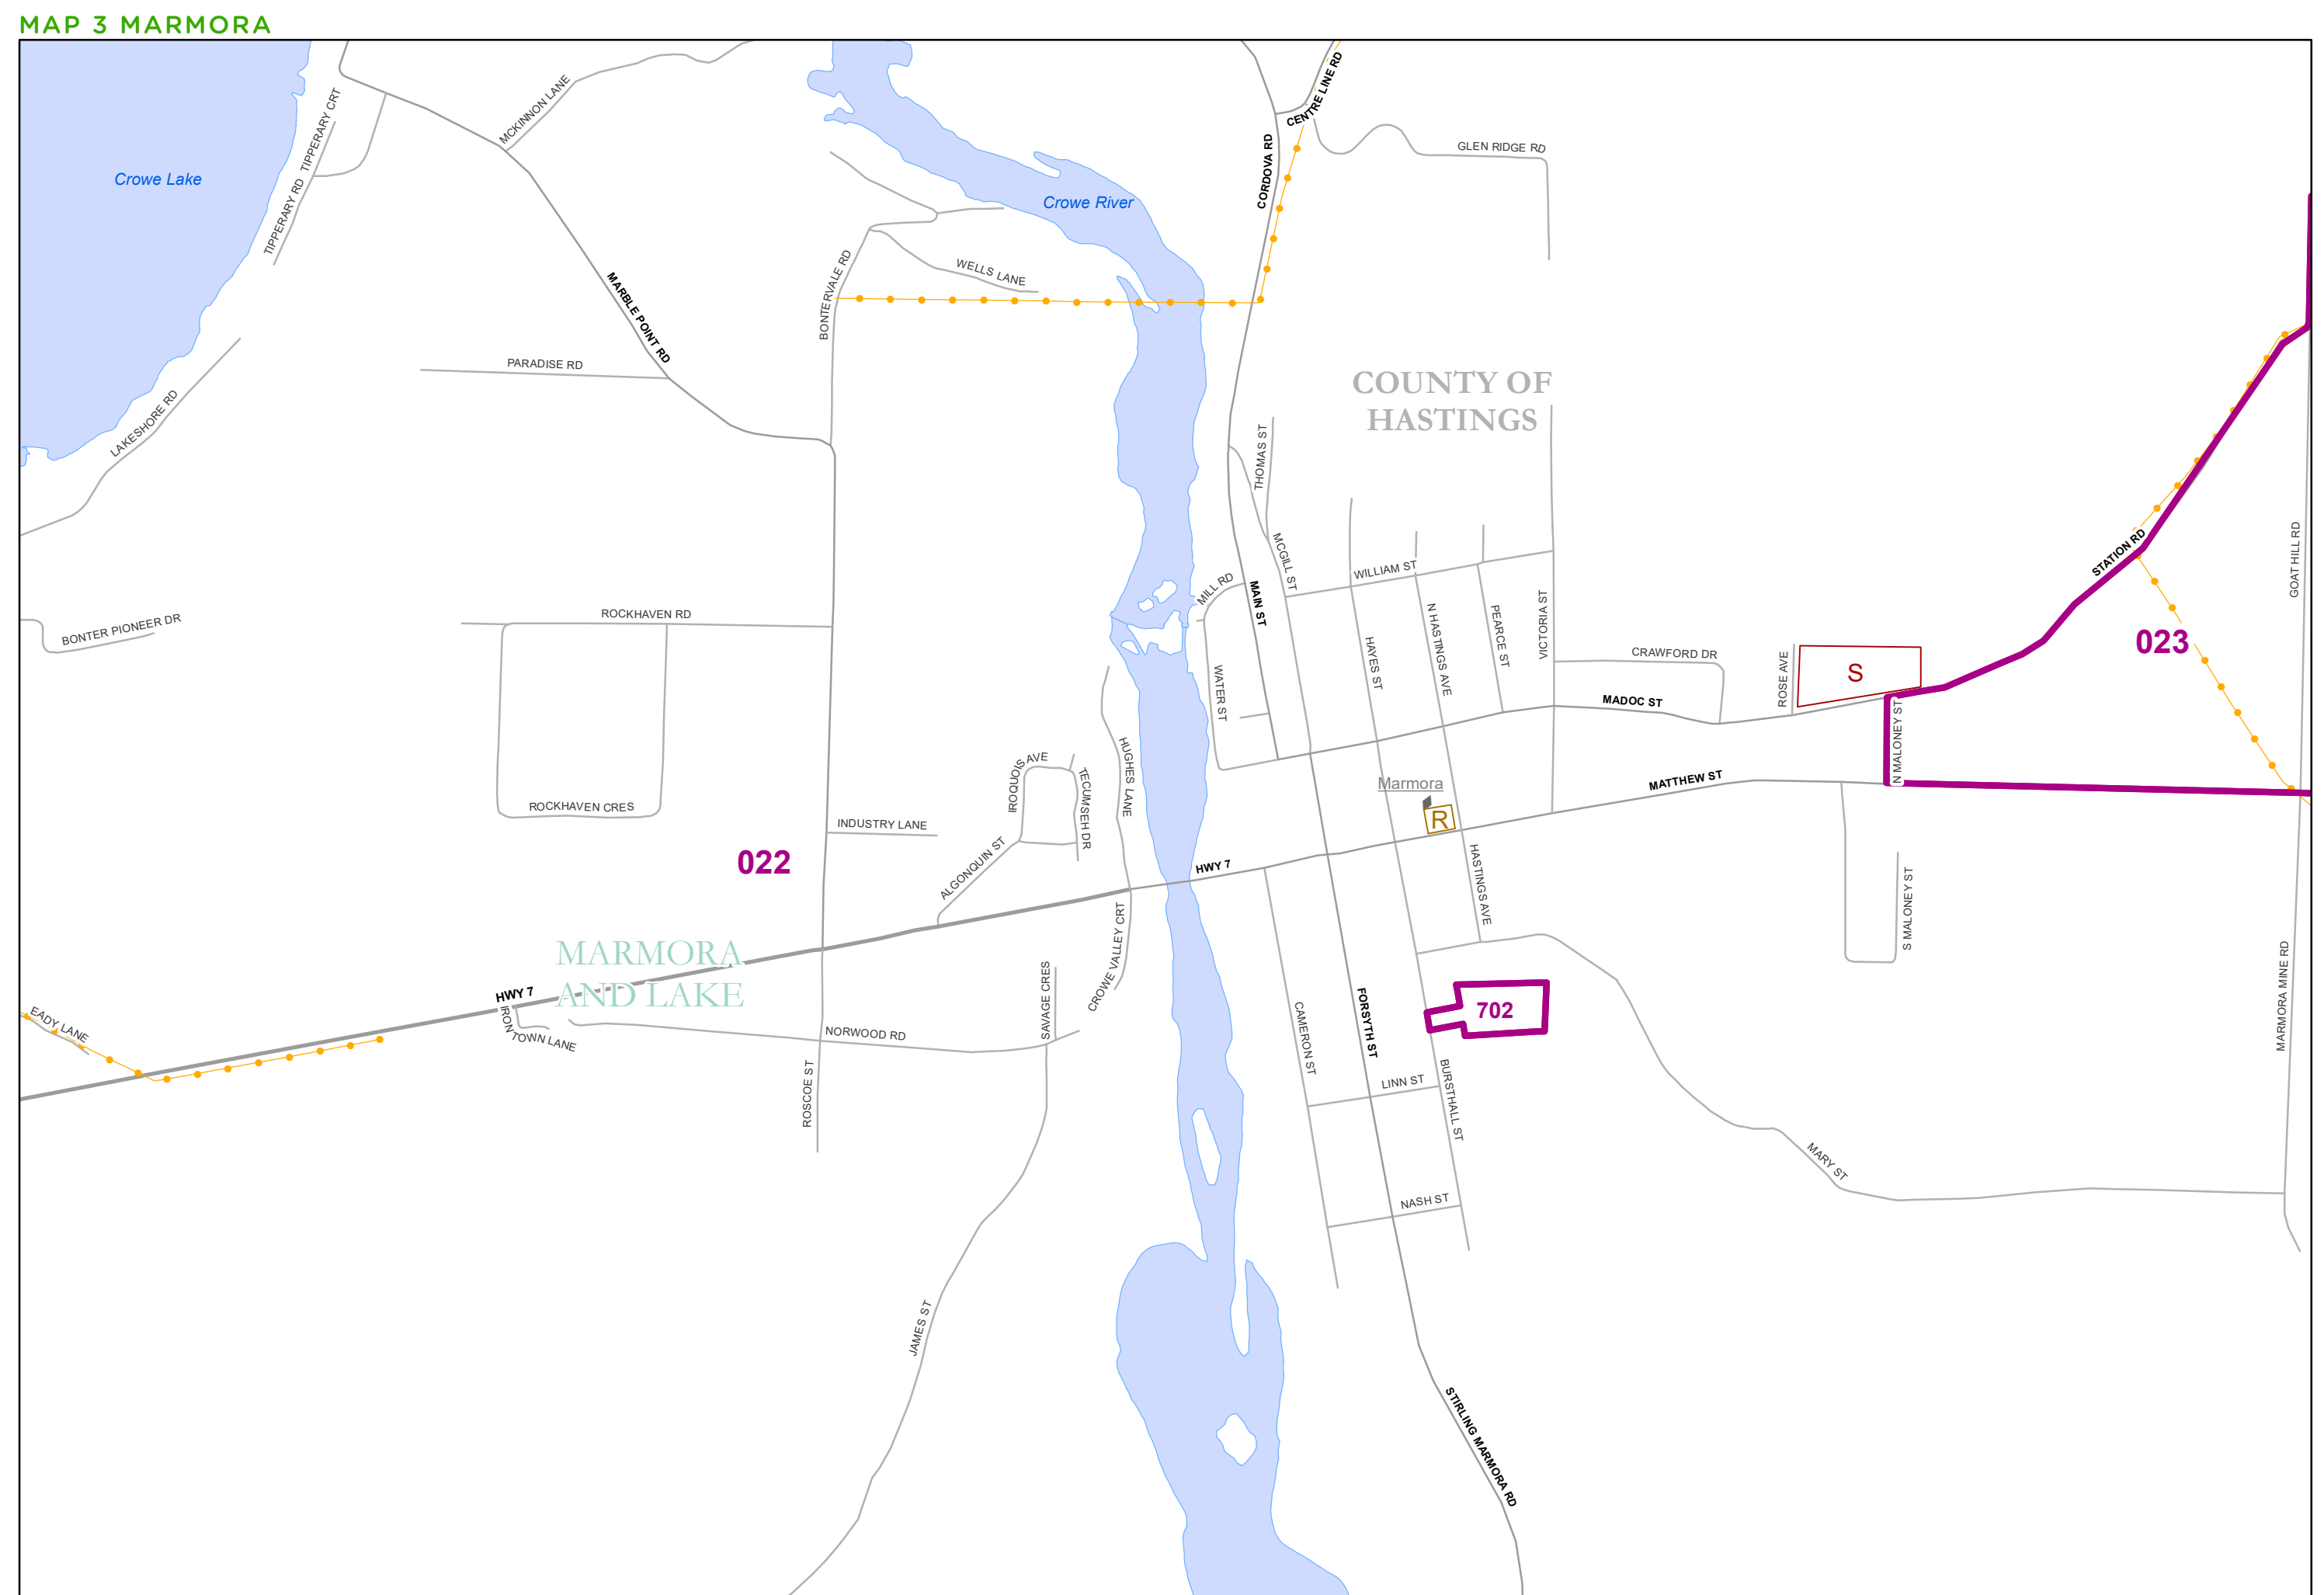 MAP 3 MARMORA
CENTRE LINE RD
MCKINNON LANE
TIPPERARY CRT
GLEN RIDGE RD
CORDOVA RD
Crowe Lake
Crowe River
TIPPERARY RD
WELLS LANE
BONTERVALE RD
MARBLE POINT RD
PARADISE RD
COUNTY OF
HASTINGS
LAKESHORE RD
THOMAS ST
STATION RD
GOAT HILL RD
MCGILL ST
WILLIAM ST
MILL RD
MAIN ST
ROCKHAVEN RD
BONTER PIONEER DR
N HASTINGS AVE
PEARCE ST
VICTORIA ST
023
HAYES ST
CRAWFORD DR
ROSE AVE
S
WATER ST
MADOC ST
N MALONEY ST
HUGHES LANE
IROQUOIS AVE
TECUMSEH DR
Marmora
MATTHEW ST
ROCKHAVEN CRES
R
INDUSTRY LANE
022
ALGONQUIN ST
HWY 7
HASTINGS AVE
S MALONEY ST
MARMORA
AND LAKE
HWY 7
CROWE VALLEY CRT
SAVAGE CRES
MARMORA MINE RD
702
EADY LANE
IRON TOWN LANE
NORWOOD RD
CAMERON ST
FORSYTH ST
ROSCOE ST
LINN ST
BURSTHALL ST
MARY ST
NASH ST
JAMES ST
STIRLING MARMORA RD